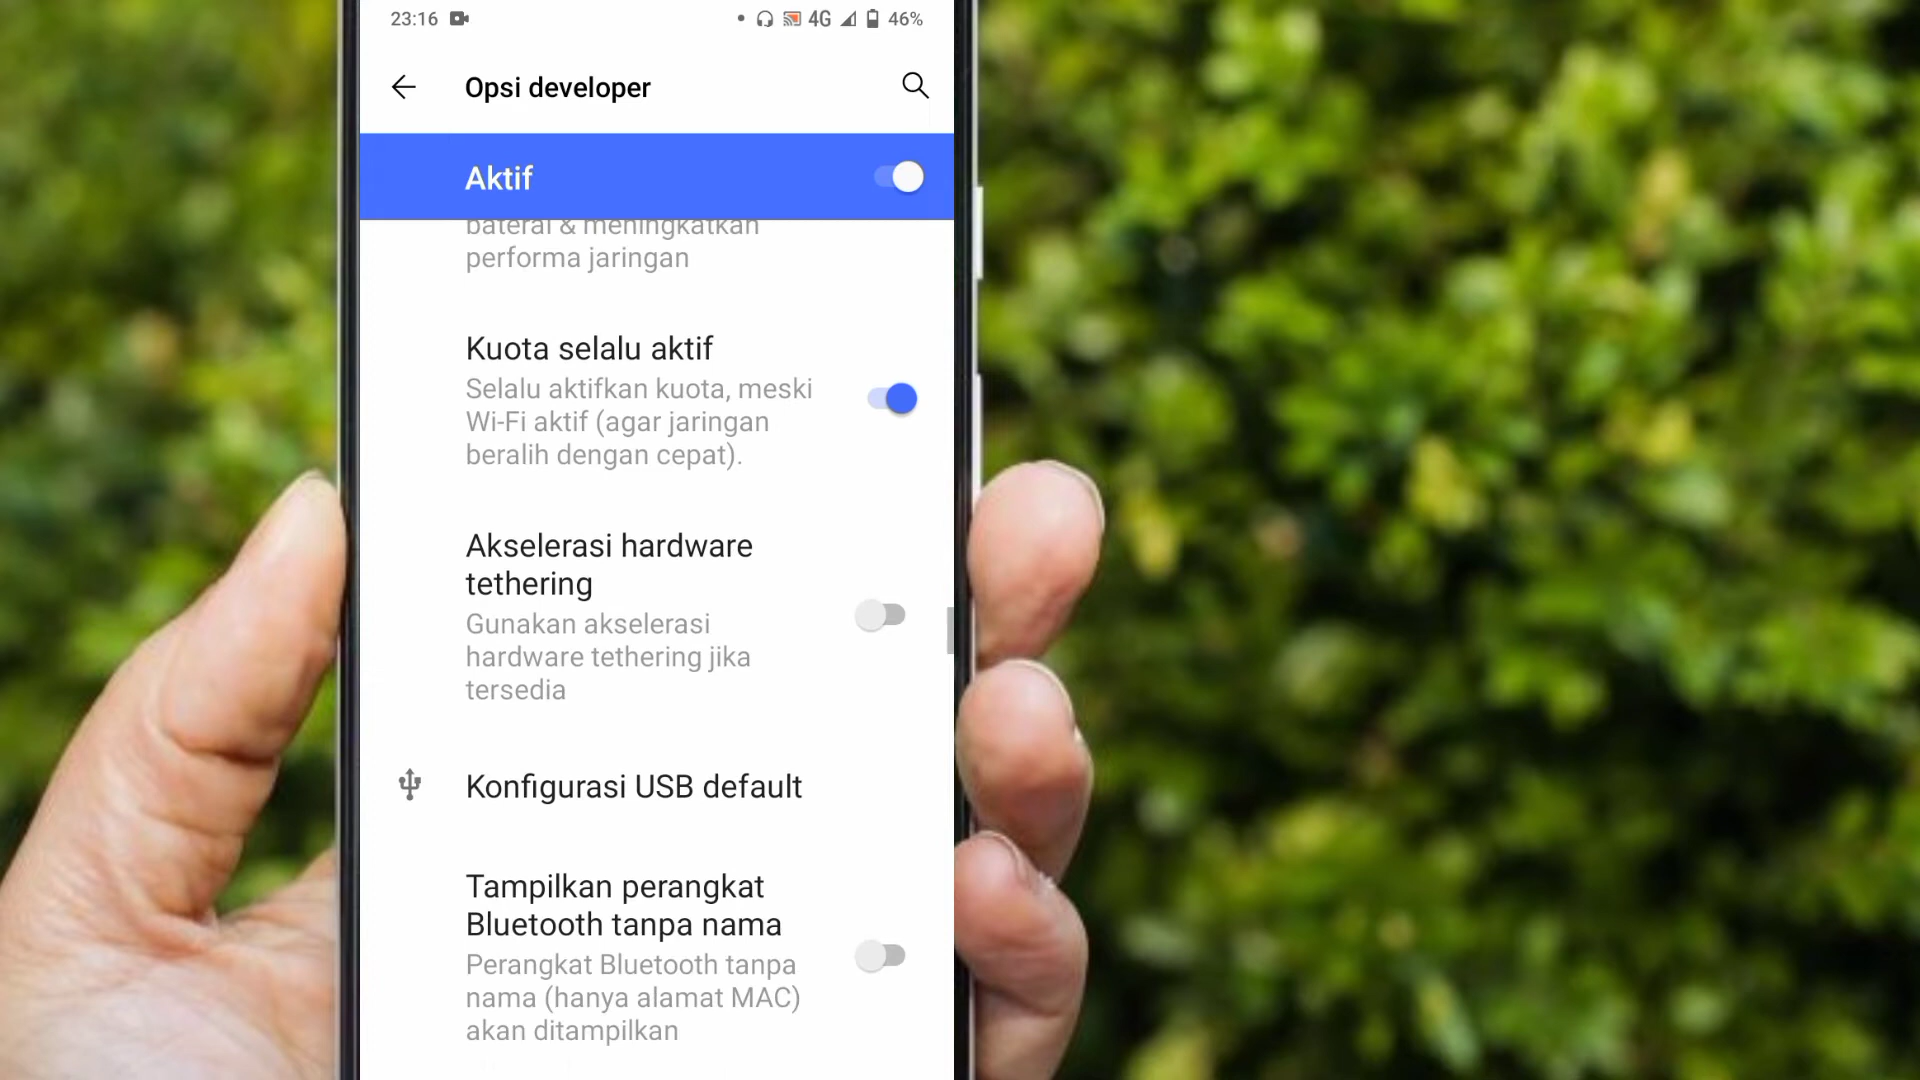 23:16
4G
46%
Opsi developer
Aktif
baterai & meningkatkan
performa jaringan
Kuota selalu aktif
Selalu aktifkan kuota, meski
Wi-Fi aktif (agar jaringan
beralih dengan cepat).
Akselerasi hardware
tethering
Gunakan akselerasi
hardware tethering jika
tersedia
Konfigurasi USB default
Tampilkan perangkat
Bluetooth tanpa nama
Perangkat Bluetooth tanpa
nama (hanya alamat MAC)
akan ditampilkan